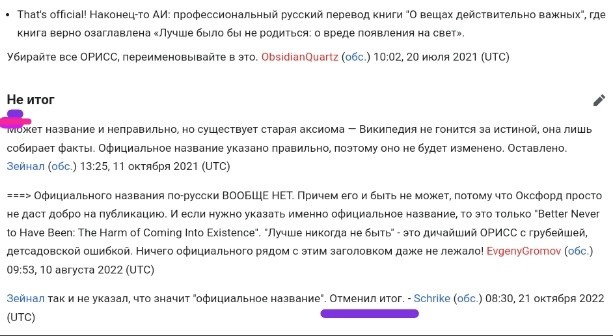 • That's official! Наконец-то АИ: профессиональный русский перевод книги "О вещах действительно важных", где
книга верно озаглавлена «Лучше было бы не родиться: о вреде появления на свет».
Убирайте все ОРИСС, переименовывайте в это. ObsidianQuartz (обс.) 10:02, 20 июля 2021 (UTC)
Не итог
Может название и неправильно, но существует старая аксиома — Википедия не гонится за истиной, она лишь
собирает факты. Официальное название указано правильно, поэтому оно не будет изменено. Оставлено.
Зейнал (обс.) 13:25, 11 октября 2021 (UTC)
===> Официального названия по-русски ВООБЩЕ НЕТ. Причем его и быть не может, потому что Оксфорд просто
не даст добро на публикацию. И если нужно указать именно официальное название, то это только "Better Never
to Have Been: The Harm of Coming Into Existence". "Лучше никогда не быть" - это дичайший ОРИСС с грубейшей,
детсадовской ошибкой. Ничего официального рядом с этим заголовком даже не лежало! EvgenyGromov (обс.)
09:53, 10 августа 2022 (UTC)
Зейнал так и не указал, что значит "официальное название". Отменил итог. - Schrike (обс.) 08:30, 21 октября 2022
(UTC)